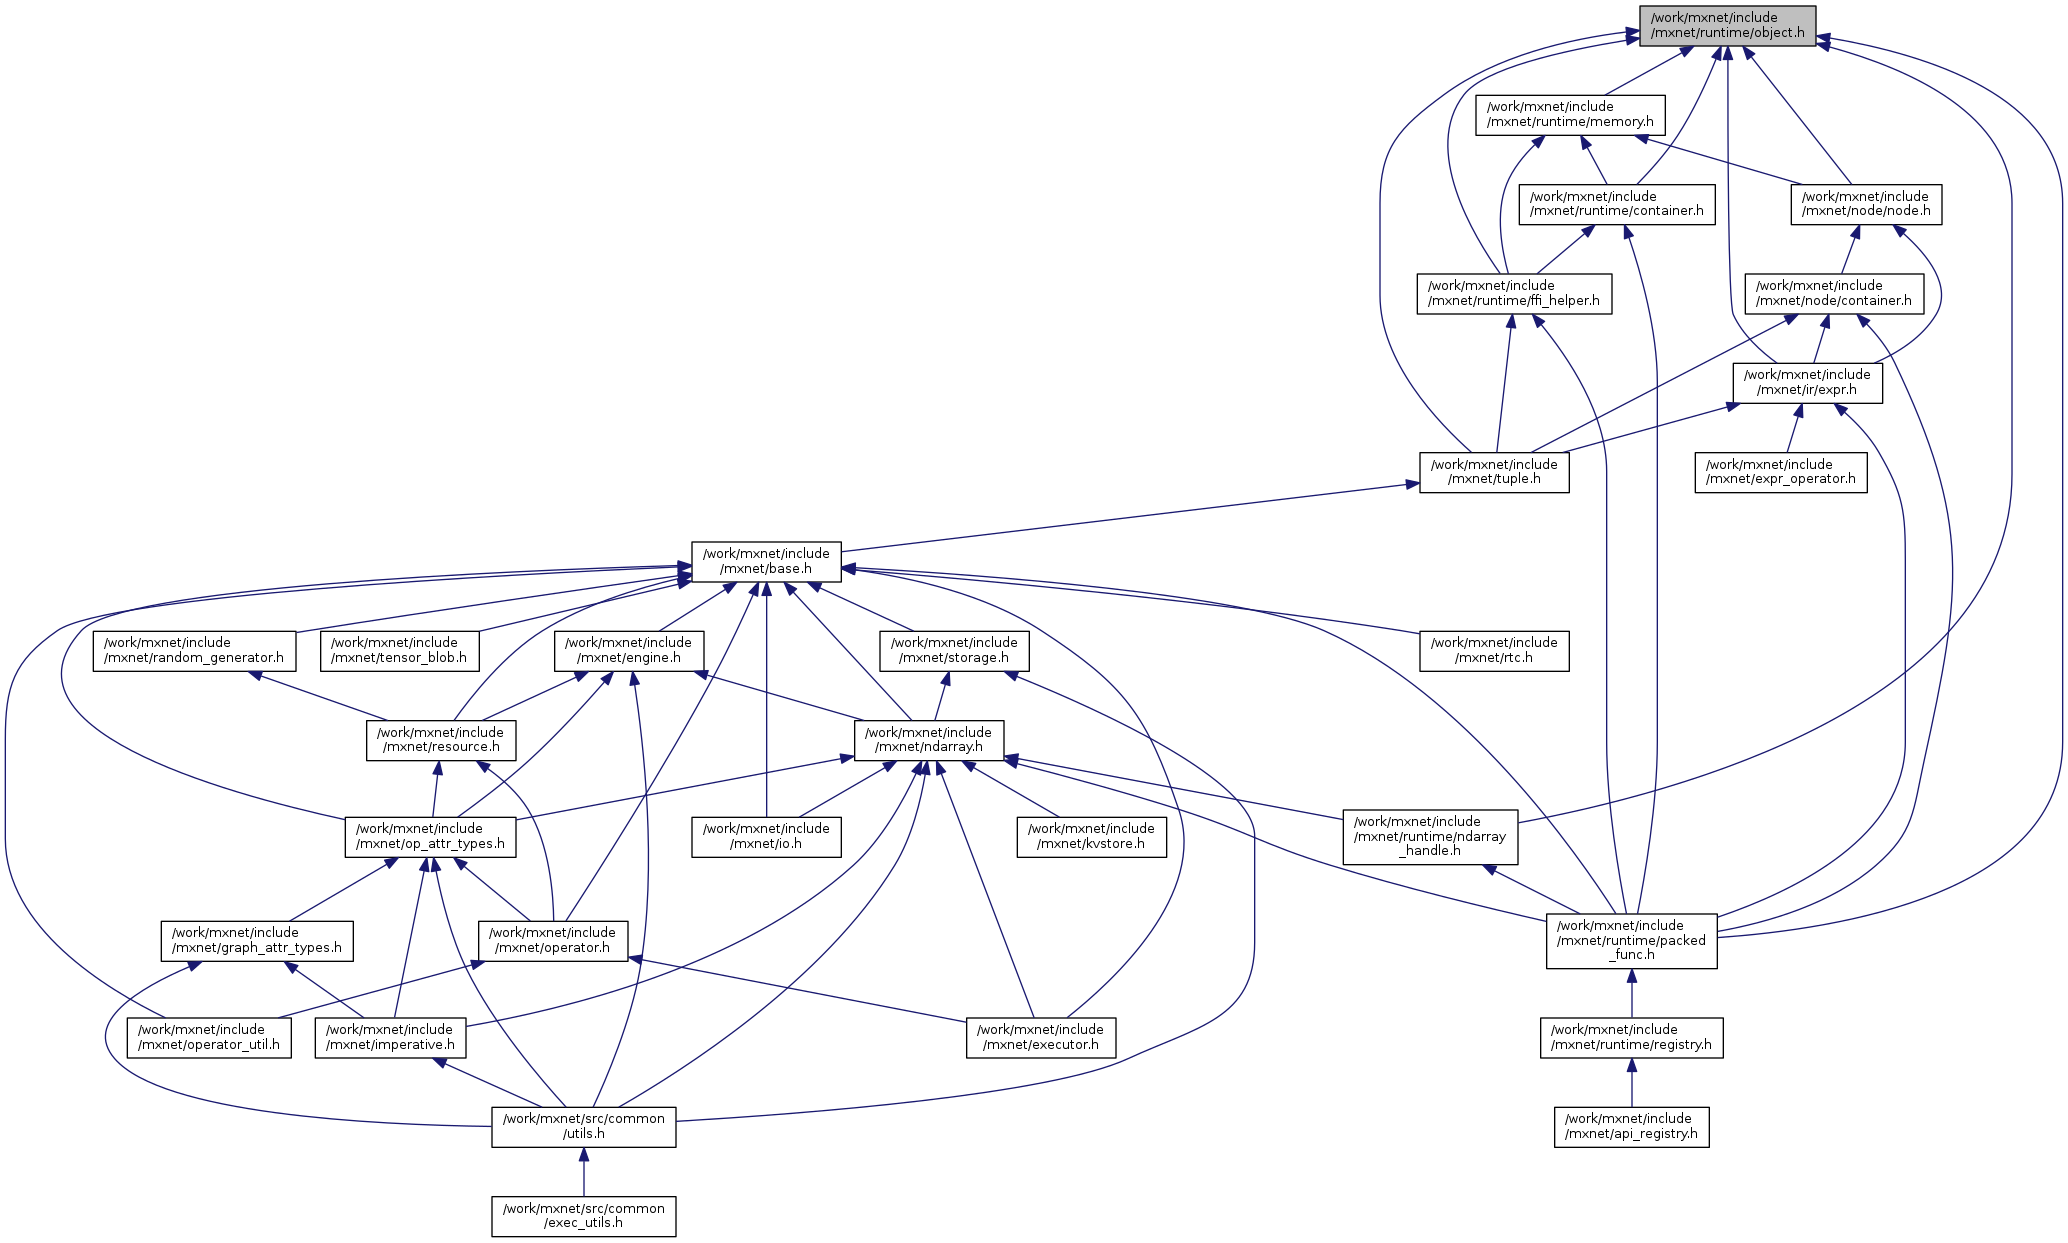 /work/mxnet/include
/mxnet/runtime/object.h
/work/mxnet/include
/mxnet/runtime/memory.h
/work/mxnet/include
/mxnet/runtime/container.h
/work/mxnet/include
/mxnet/node/node.h
/work/mxnet/include
/mxnet/runtime/ffi_helper.h
/work/mxnet/include
/mxnet/node/container.h
/work/mxnet/include
/mxnet/ir/expr.h
/work/mxnet/include
/mxnet/tuple.h
/work/mxnet/include
/mxnet/expr_operator.h
/work/mxnet/include
/mxnet/base.h
/work/mxnet/include
/mxnet/random_generator.h
/work/mxnet/include
/mxnet/tensor_blob.h
/work/mxnet/include
/mxnet/engine.h
/work/mxnet/include
/mxnet/storage.h
/work/mxnet/include
/mxnet/rtc.h
/work/mxnet/include
/mxnet/resource.h
/work/mxnet/include
/mxnet/ndarray.h
/work/mxnet/include
/mxnet/op_attr_types.h
/work/mxnet/include
/mxnet/io.h
/work/mxnet/include
/mxnet/kvstore.h
/work/mxnet/include
/mxnet/runtime/ndarray
_handle.h
/work/mxnet/include
/mxnet/graph_attr_types.h
/work/mxnet/include
/mxnet/operator.h
/work/mxnet/include
/mxnet/runtime/packed
_func.h
/work/mxnet/include
/mxnet/operator_util.h
/work/mxnet/include
/mxnet/imperative.h
/work/mxnet/include
/mxnet/executor.h
/work/mxnet/include
/mxnet/runtime/registry.h
/work/mxnet/src/common
/utils.h
/work/mxnet/include
/mxnet/api_registry.h
/work/mxnet/src/common
/exec_utils.h